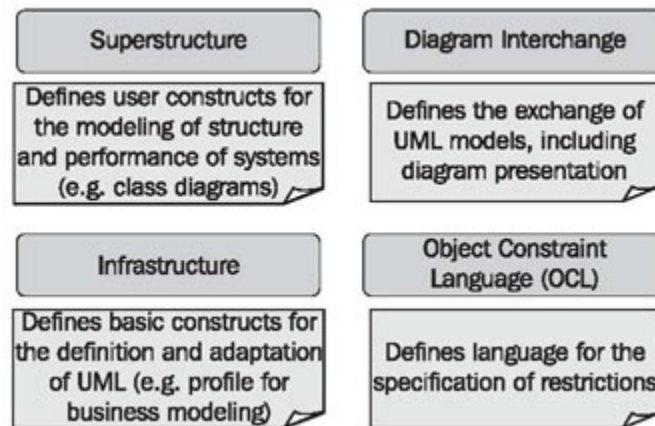 Superstructure
Defines user constructs for
the modeling of structure
and performance of systems
(e.g. class diagrams)
Diagram Interchange
Defines the exchange of
UML models, including
diagram presentation
Infrastructure
Defines basic constructs for
the definition and adaptation
of UML (e.g. profile for
business modeling)
Object Constraint
Language (OCL)
Defines language for the
specification of restrictions